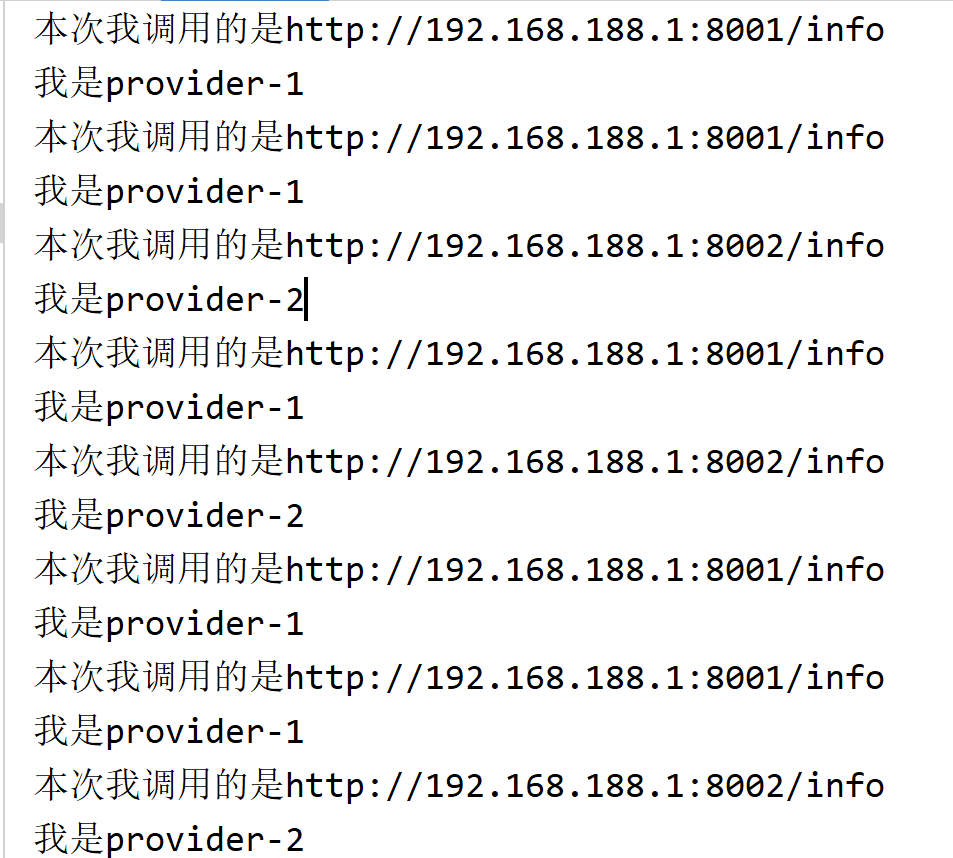 本次我调用的是http://192.168.188.1:8001/info
我是provider-1
本次我调用的是http://192.168.188.1:8001/info
我是provider-1
本次我调用的是http://192.168.188.1:8002/info
我是provider-2
本次我调用的是http://192.168.188.1:8001/info
我是provider-1
本次我调用的是http://192.168.188.1:8002/info
我是provider-2
本次我调用的是http://192.168.188.1:8001/info
我是provider-1
本次我调用的是http://192.168.188.1:8001/info
我是provider-1
本次我调用的是http://192.168.188.1:8002/info
我是provider-2